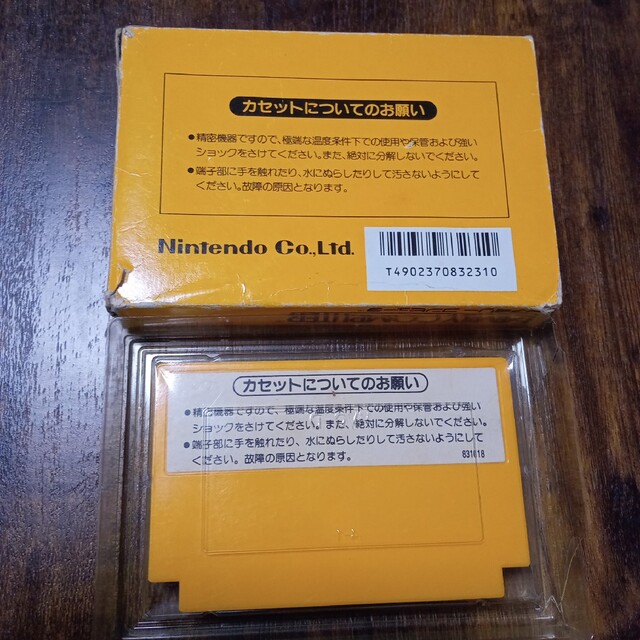 カセットについてのお願い
●精密機器ですので、極端な温度条件下での使用や保管および強い
ショックをさけてください。また、絶対に分解しないでください。
●端子部に手を触れたり、水にぬらしたりして汚さないようにして
ください。故障の原因となります。
Nintendo Co.,Ltd.
T4902370832310
カセットについてのお願い
●精密機器ですので、極端な温度条件下での使用や保管および強い
ショックをさけてください。また、絶対に分解しないでください。
●端子部に手を触れたり、水にぬらしたりして汚さないようにして
ください。故障の原因となります。
831018